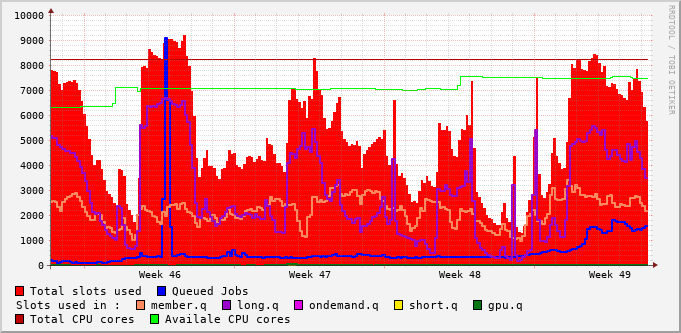 10000
9000
8000
7000
6000
5000
4000
3000
2000
1000
0
Week 46 Week 47 Week 48 Week 49
Total slots used Queued Jobs
Slots used in : member.q long.q ondemand.q short.q gpu.q
Total CPU cores Availale CPU cores
RRDTOOL / TOBI OETIKER